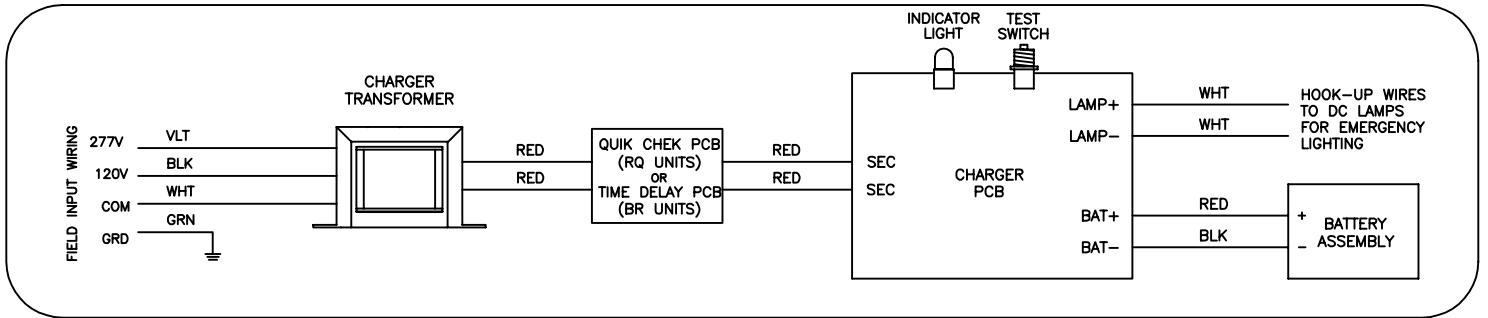 FIELD INPUT WIRING
277V
VLT
120V
BLK
COM
WHT
GRD
GRN
CHARGER
TRANSFORMER
RED
RED
QUIK CHEK PCB
(RQ UNITS)
OR
TIME DELAY PCB
(BR UNITS)
RED
RED
INDICATOR
LIGHT
TEST
SWITCH
SEC
SEC
CHARGER
PCB
LAMP+
LAMP-
BAT+
BAT-
WHT
WHT
HOOK-UP WIRES
TO DC LAMPS
FOR EMERGENCY
LIGHTING
RED
BLK
+
-
BATTERY
ASSEMBLY